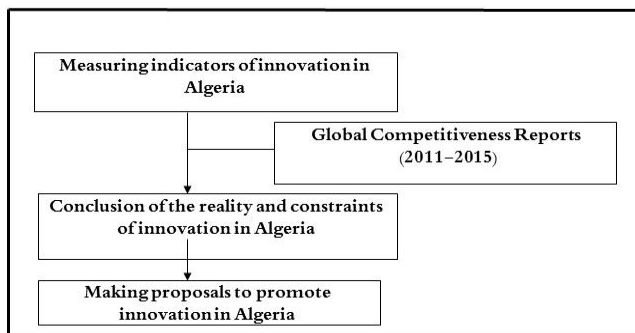 Measuring indicators of innovation in
Algeria
Global Competitiveness Reports
(2011–2015)
Conclusion of the reality and constraints
of innovation in Algeria
Making proposals to promote
innovation in Algeria